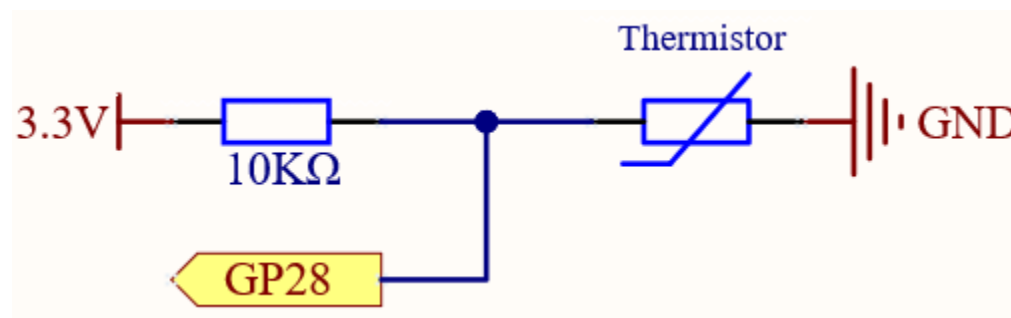 Thermistor
3.3V
GND
10KΩ
GP28